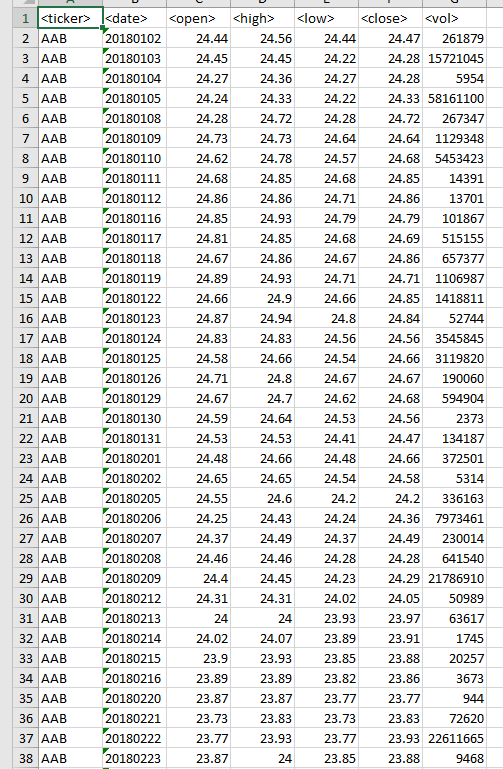 1 <ticker> <date> <open> <high> <low> <close> <vol>
2 AAB 20180102 24.44 24.56 24.44 24.47 261879
3 AAB 20180103 24.45 24.45 24.22 24.28 15721045
4 AAB 20180104 24.27 24.36 24.27 24.28 5954
5 AAB 20180105 24.24 24.33 24.22 24.33 58161100
6 AAB 20180108 24.28 24.72 24.28 24.72 267347
7 AAB 20180109 24.73 24.73 24.64 24.64 1129348
8 AAB 20180110 24.62 24.78 24.57 24.68 5453423
9 AAB 20180111 24.68 24.85 24.68 24.85 14391
10 AAB 20180112 24.86 24.86 24.71 24.86 13701
11 AAB 20180116 24.85 24.93 24.79 24.79 101867
12 AAB 20180117 24.81 24.85 24.68 24.69 515155
13 AAB 20180118 24.67 24.86 24.67 24.86 657377
14 AAB 20180119 24.89 24.93 24.71 24.71 1106987
15 AAB 20180122 24.66 24.9 24.66 24.85 1418811
16 AAB 20180123 24.87 24.94 24.8 24.84 52744
17 AAB 20180124 24.83 24.83 24.56 24.56 3545845
18 AAB 20180125 24.58 24.66 24.54 24.66 3119820
19 AAB 20180126 24.71 24.8 24.67 24.67 190060
20 AAB 20180129 24.67 24.7 24.62 24.68 594904
21 AAB 20180130 24.59 24.64 24.53 24.56 2373
22 AAB 20180131 24.53 24.53 24.41 24.47 134187
23 AAB 20180201 24.48 24.66 24.48 24.66 372501
24 AAB 20180202 24.65 24.65 24.54 24.58 5314
25 AAB 20180205 24.55 24.6 24.2 24.2 336163
26 AAB 20180206 24.25 24.43 24.24 24.36 7973461
27 AAB 20180207 24.37 24.49 24.37 24.49 230014
28 AAB 20180208 24.46 24.46 24.28 24.28 641540
29 AAB 20180209 24.4 24.45 24.23 24.29 21786910
30 AAB 20180212 24.31 24.31 24.02 24.05 50989
31 AAB 20180213 24 24 23.93 23.97 63617
32 AAB 20180214 24.02 24.07 23.89 23.91 1745
33 AAB 20180215 23.9 23.93 23.85 23.88 20257
34 AAB 20180216 23.89 23.89 23.82 23.86 3673
35 AAB 20180220 23.87 23.87 23.77 23.77 944
36 AAB 20180221 23.73 23.83 23.73 23.83 72620
37 AAB 20180222 23.77 23.93 23.77 23.93 22611665
38 AAB 20180223 23.87 24 23.85 23.88 9468